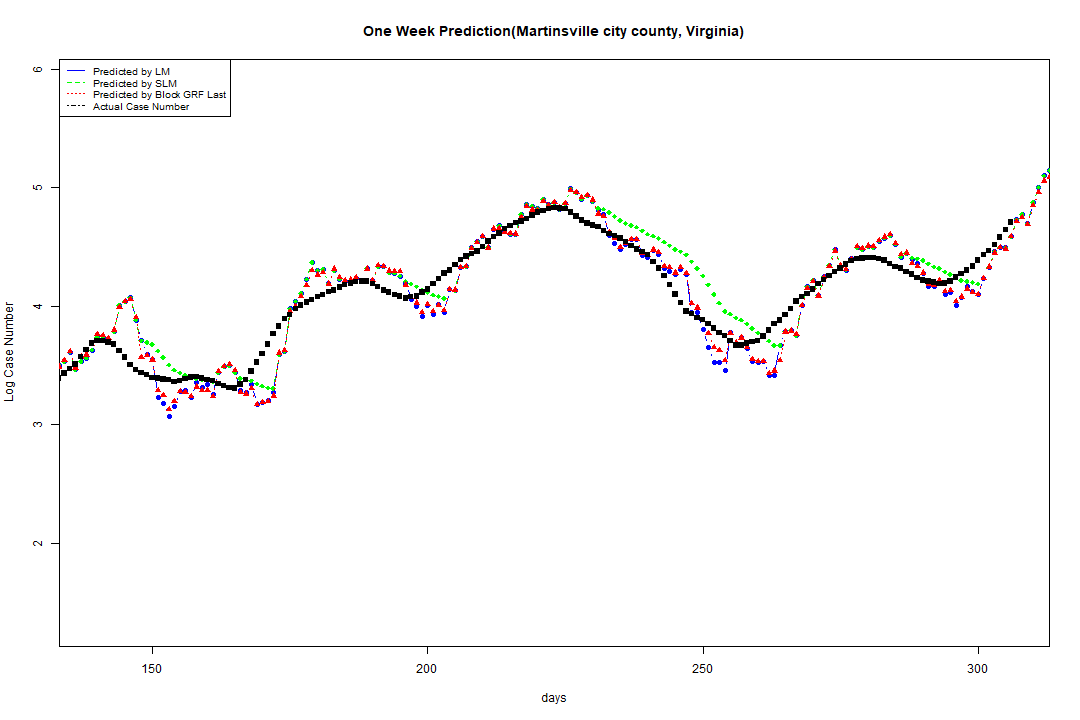 One Week Prediction(Martinsville city county, Virginia)
Predicted by LM
Predicted by SLM
Predicted by Block GRF Last
Actual Case Number
6
5
4
3
2
Log Case Number
150
200
250
300
days